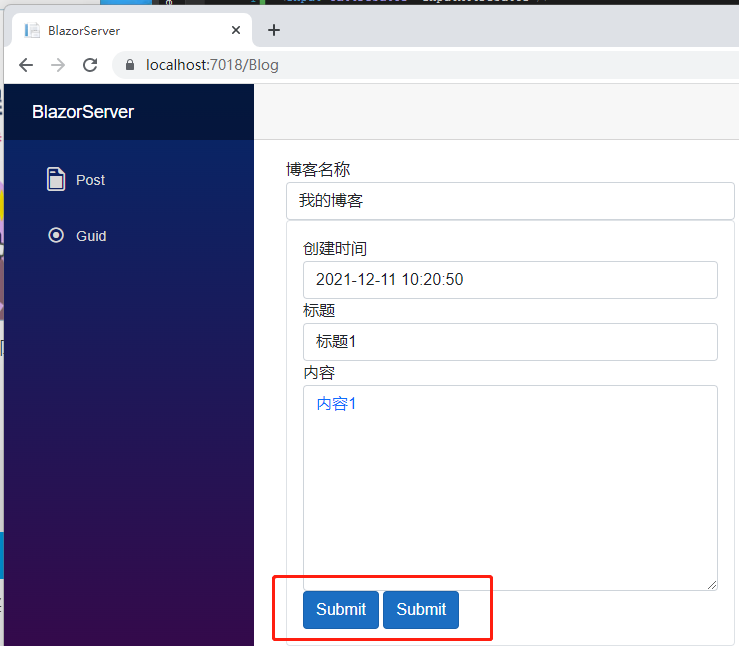 BlazorServer
localhost:7018/Blog
BlazorServer
Post
Guid
博客名称
我的博客
创建时间
2021-12-11 10:20:50
标题
标题1
内容
内容1
Submit Submit